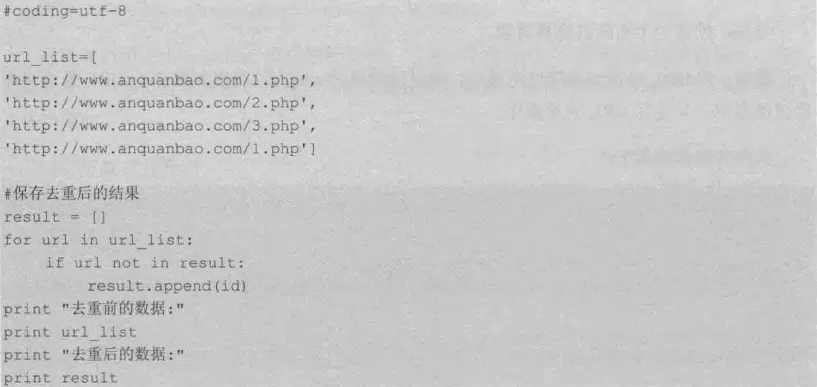 #coding=utf-8
url_list=[
'http://www.anquanbao.com/1.php',
'http://www.anquanbao.com/2.php',
'http://www.anquanbao.com/3.php',
'http://www.anquanbao.com/1.php']
#保存去重后的结果
result = []
for url in url_list:
    if url not in result:
        result.append(id)
print "去重前的数据:"
print url_list
print "去重后的数据:"
print result